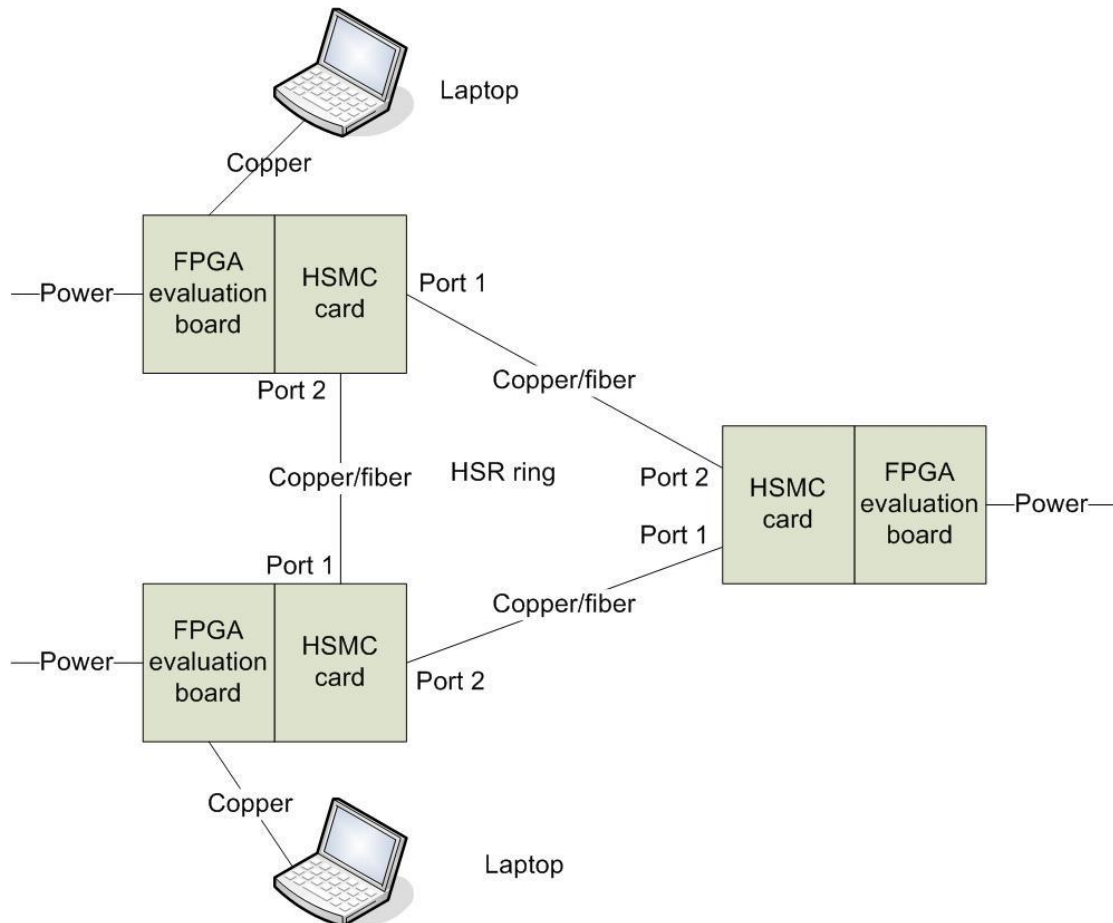 Laptop
Copper
FPGA
evaluation
board
HSMC
card
Port 1
Power
Port 2
Copper/fiber
Copper/fiber
HSR ring
Port 2
HSMC
card
FPGA
evaluation
board
Power
Port 1
Port 1
Copper/fiber
FPGA
evaluation
board
HSMC
card
Power
Port 2
Copper
Laptop